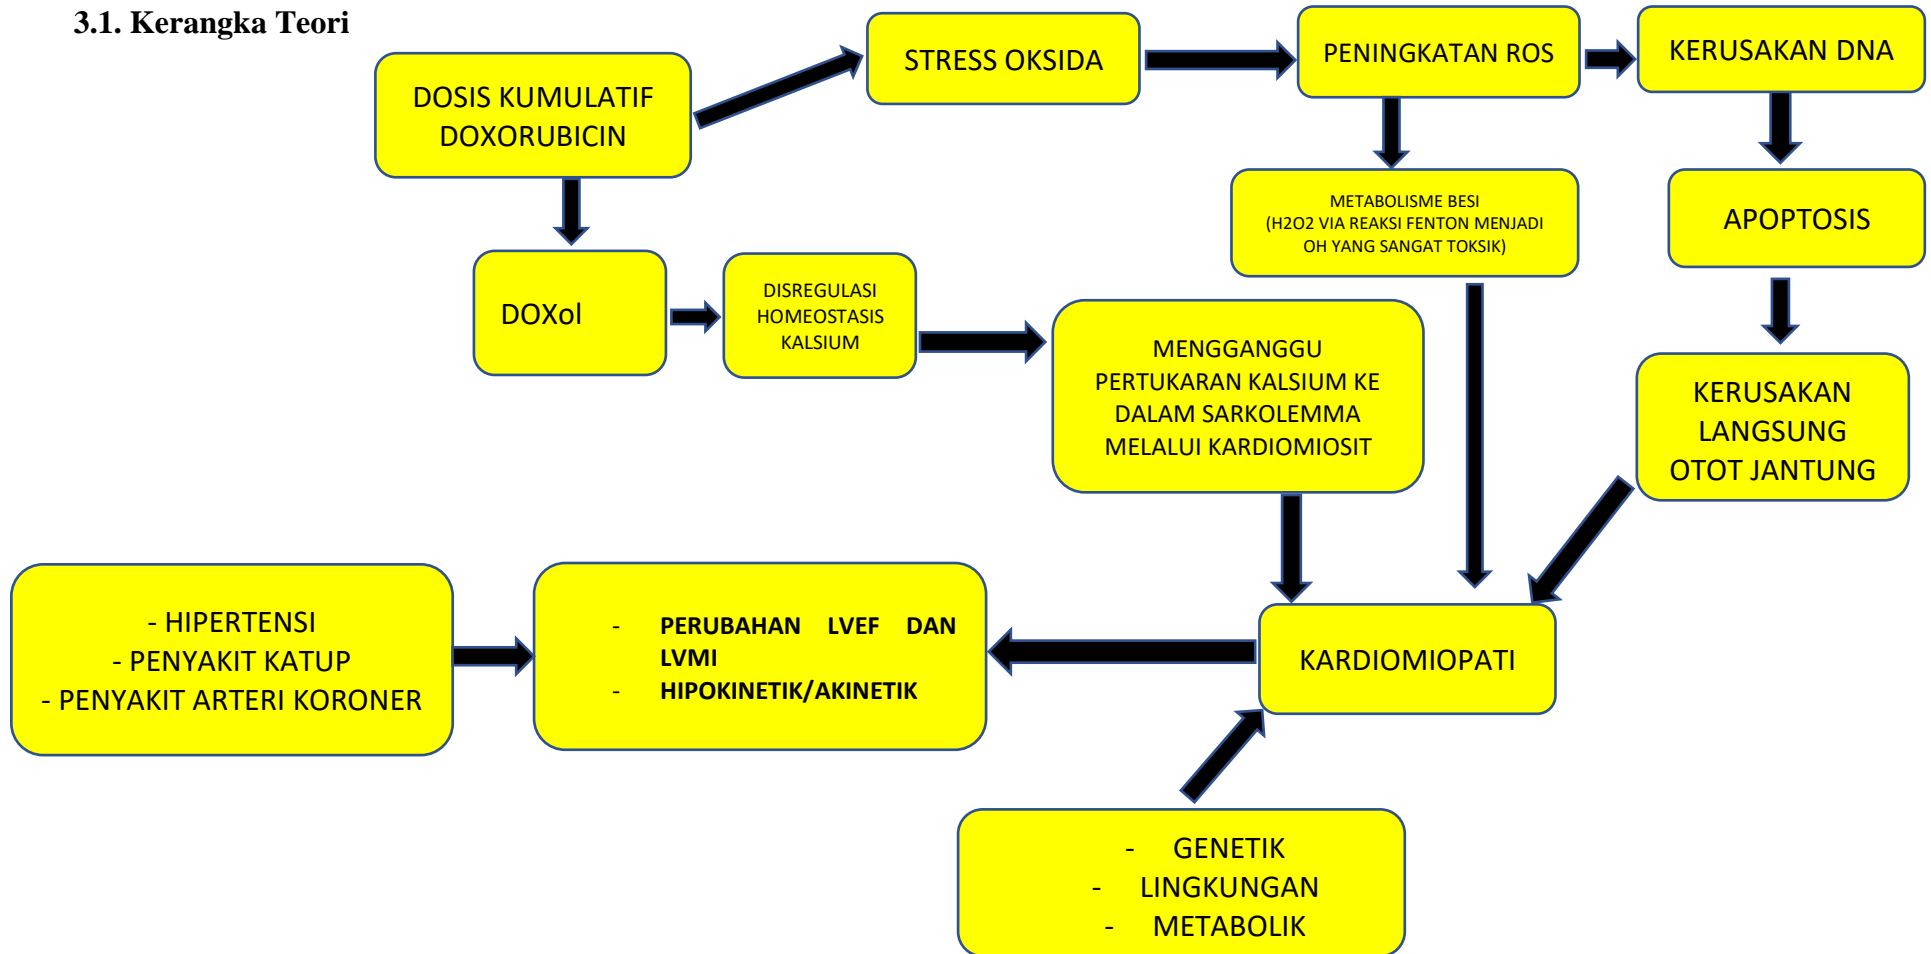 3.1. Kerangka Teori
DOSIS KUMULATIF
DOXORUBICIN
STRESS OKSIDA
PENINGKATAN ROS
KERUSAKAN DNA
METABOLISME BESI
(H2O2 VIA REAKSI FENTON MENJADI
OH YANG SANGAT TOKSIK)
APOPTOSIS
DOXol
DISREGULASI
HOMEOSTASIS
KALSIUM
MENGGANGGU
PERTUKARAN KALSIUM KE
DALAM SARKOLEMMA
MELALUI KARDIOMIOSIT
KERUSAKAN
LANGSUNG
OTOT JANTUNG
- HIPERTENSI
- PENYAKIT KATUP
- PENYAKIT ARTERI KORONER
- PERUBAHAN LVEF DAN
LVMI
- HIPOKINETIK/AKINETIK
KARDIOMIOPATI
- GENETIK
- LINGKUNGAN
- METABOLIK